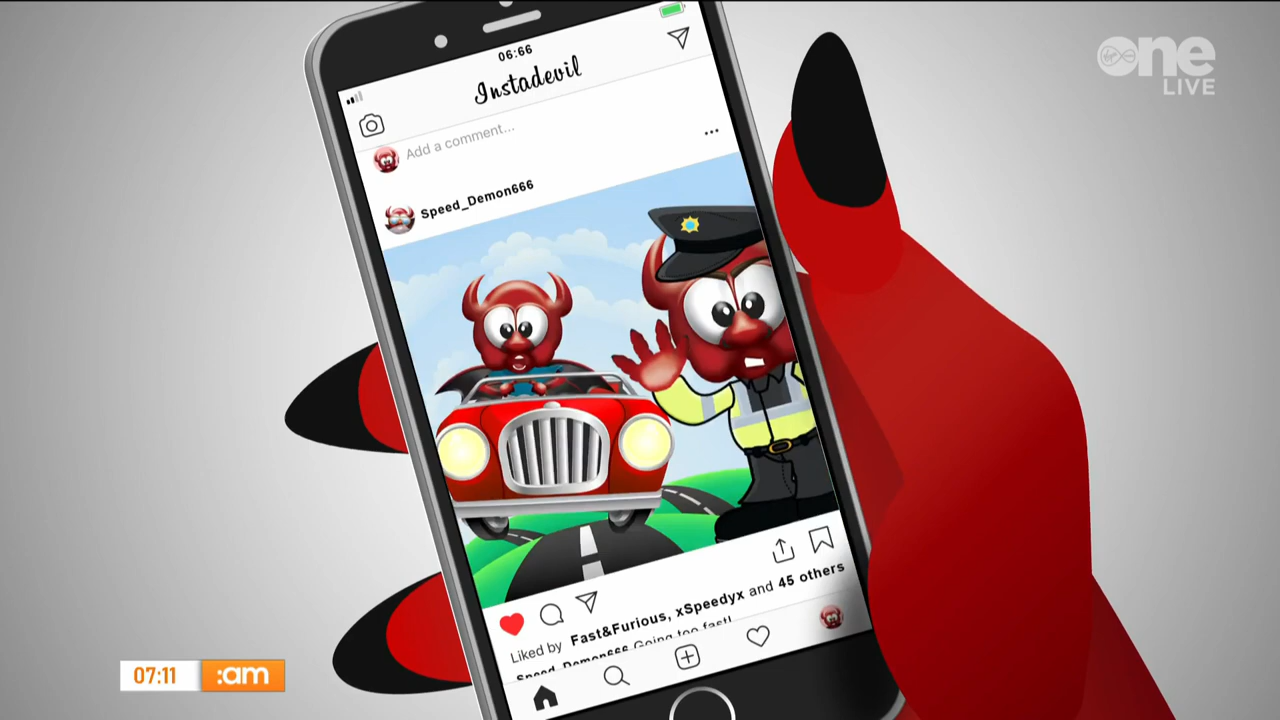 06:66
Instadevil
Add a comment...
Speed_Demon666
Liked by Fast&Furious, xSpeedyx and 45 others
Speed_Demon666 Going too fast!
one
LIVE
07:11 :am